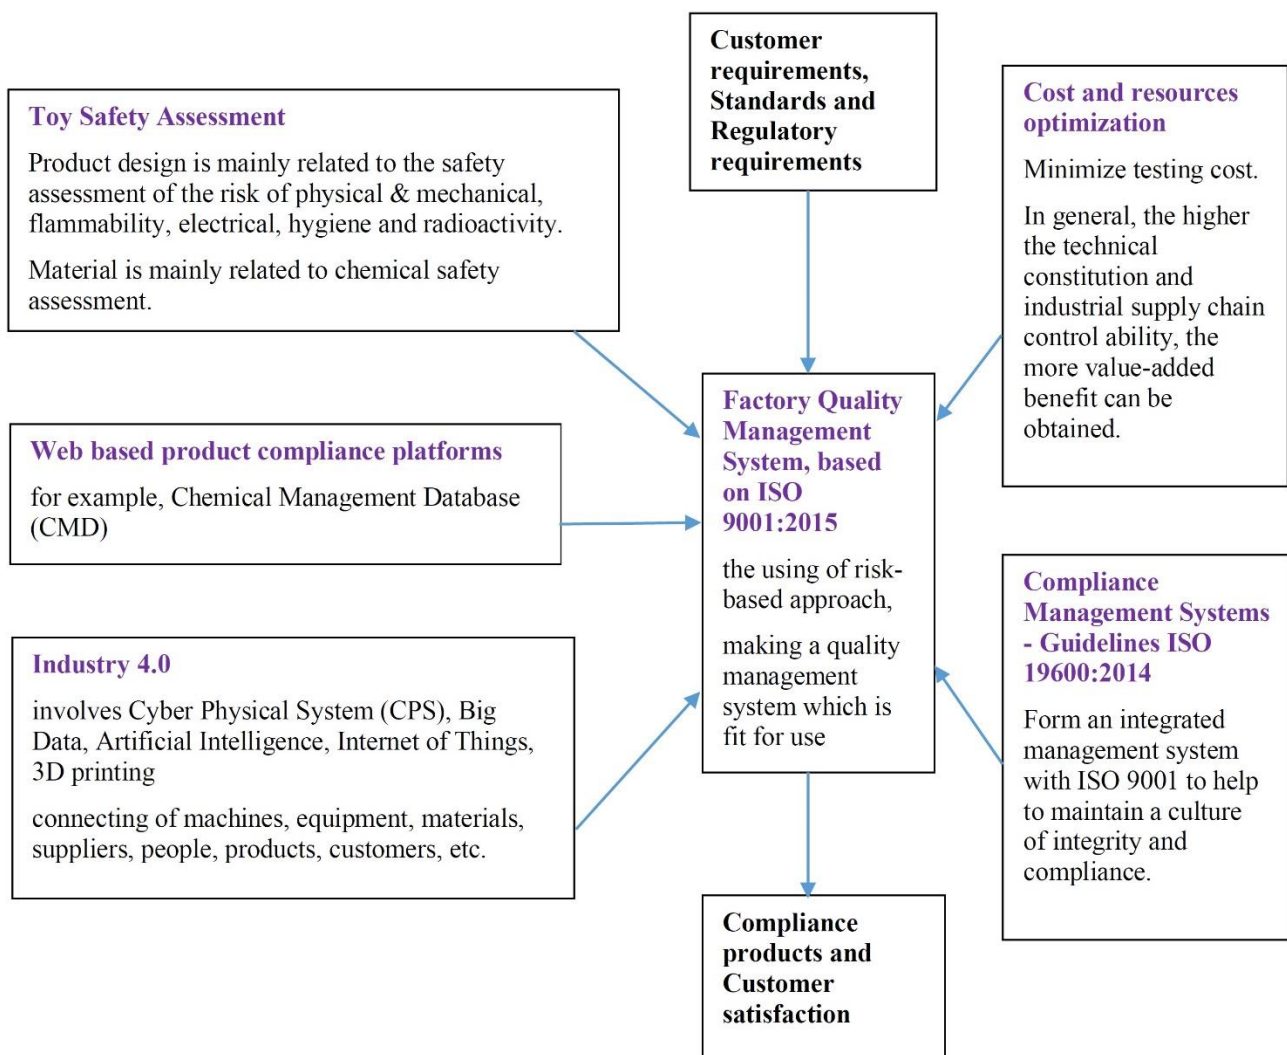 Customer
requirements,
Standards and
Regulatory
requirements
Toy Safety Assessment
Product design is mainly related to the safety
assessment of the risk of physical & mechanical,
flammability, electrical, hygiene and radioactivity.
Material is mainly related to chemical safety
assessment.
Cost and resources
optimization
Minimize testing cost.
In general, the higher
the technical
constitution and
industrial supply chain
control ability, the
more value-added
benefit can be
obtained.
Web based product compliance platforms
for example, Chemical Management Database
(CMD)
Factory Quality
Management
System, based
on ISO
9001:2015
the using of risk-
based approach,
making a quality
management
system which is
fit for use
Industry 4.0
involves Cyber Physical System (CPS), Big
Data, Artificial Intelligence, Internet of Things,
3D printing
connecting of machines, equipment, materials,
suppliers, people, products, customers, etc.
Compliance
Management Systems
- Guidelines ISO
19600:2014
Form an integrated
management system
with ISO 9001 to help
to maintain a culture
of integrity and
compliance.
Compliance
products and
Customer
satisfaction